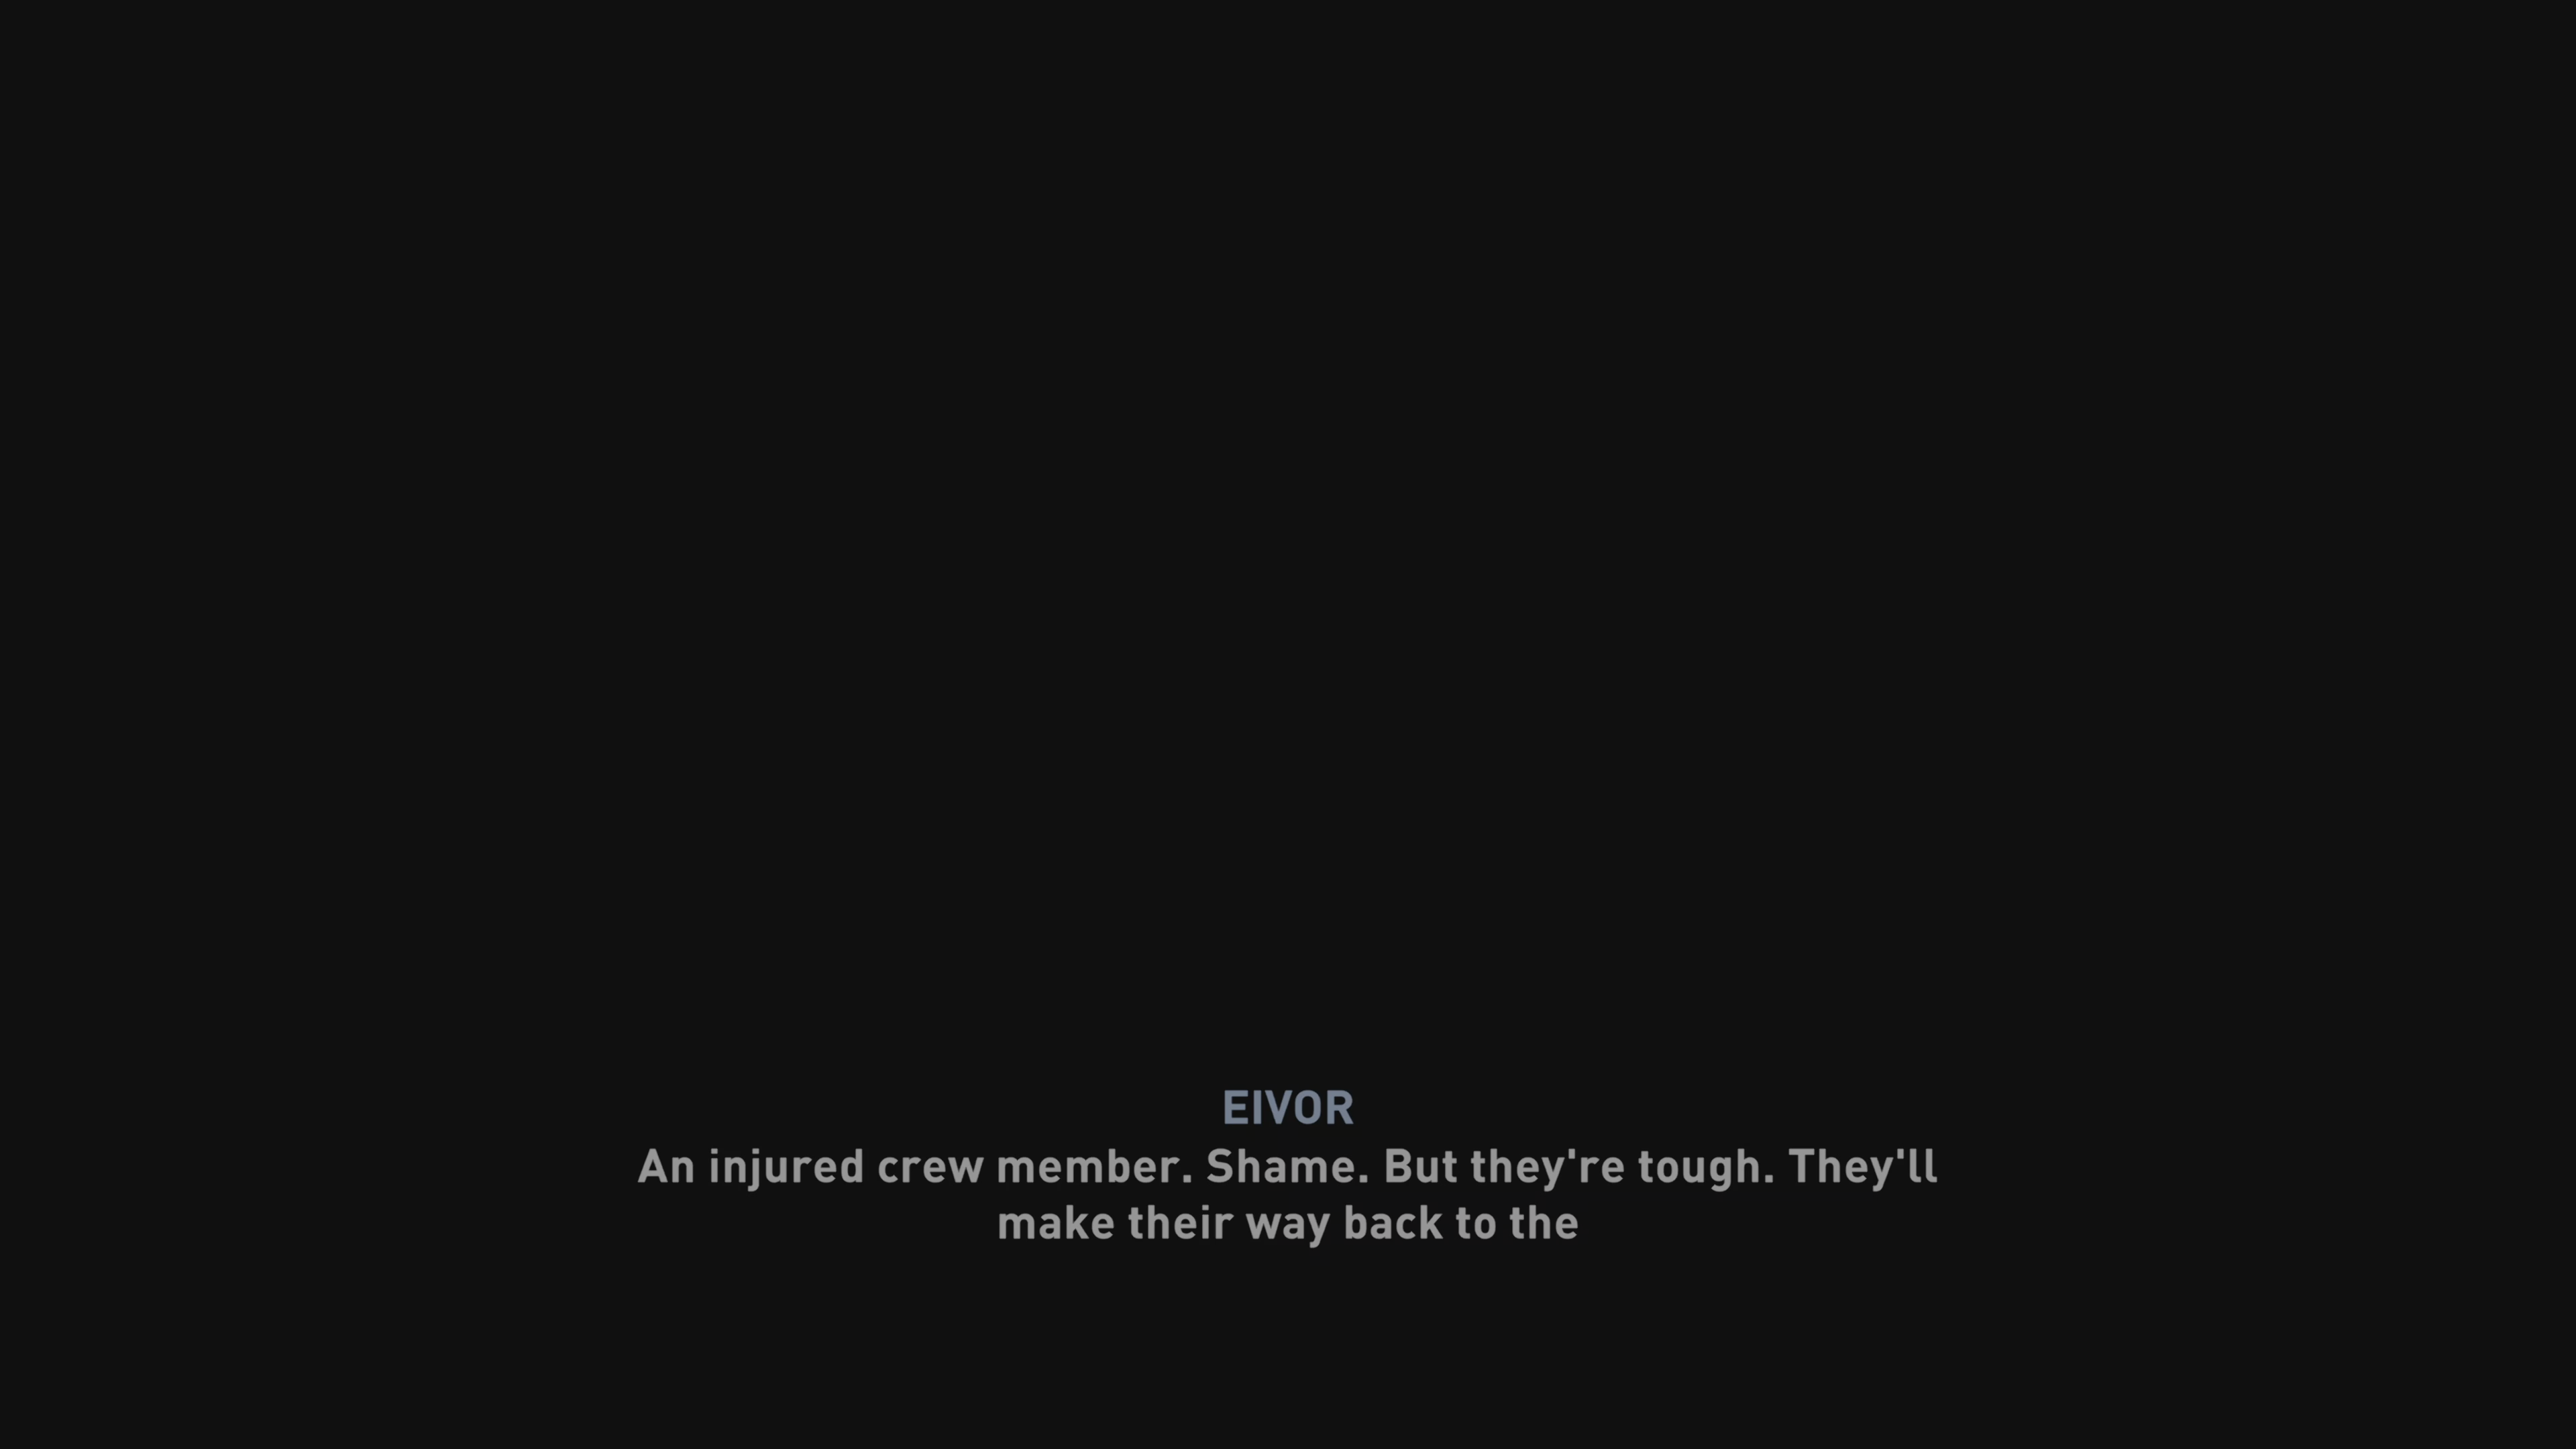 EIVOR
An injured crew member. Shame. But they're tough. They'll
make their way back to the